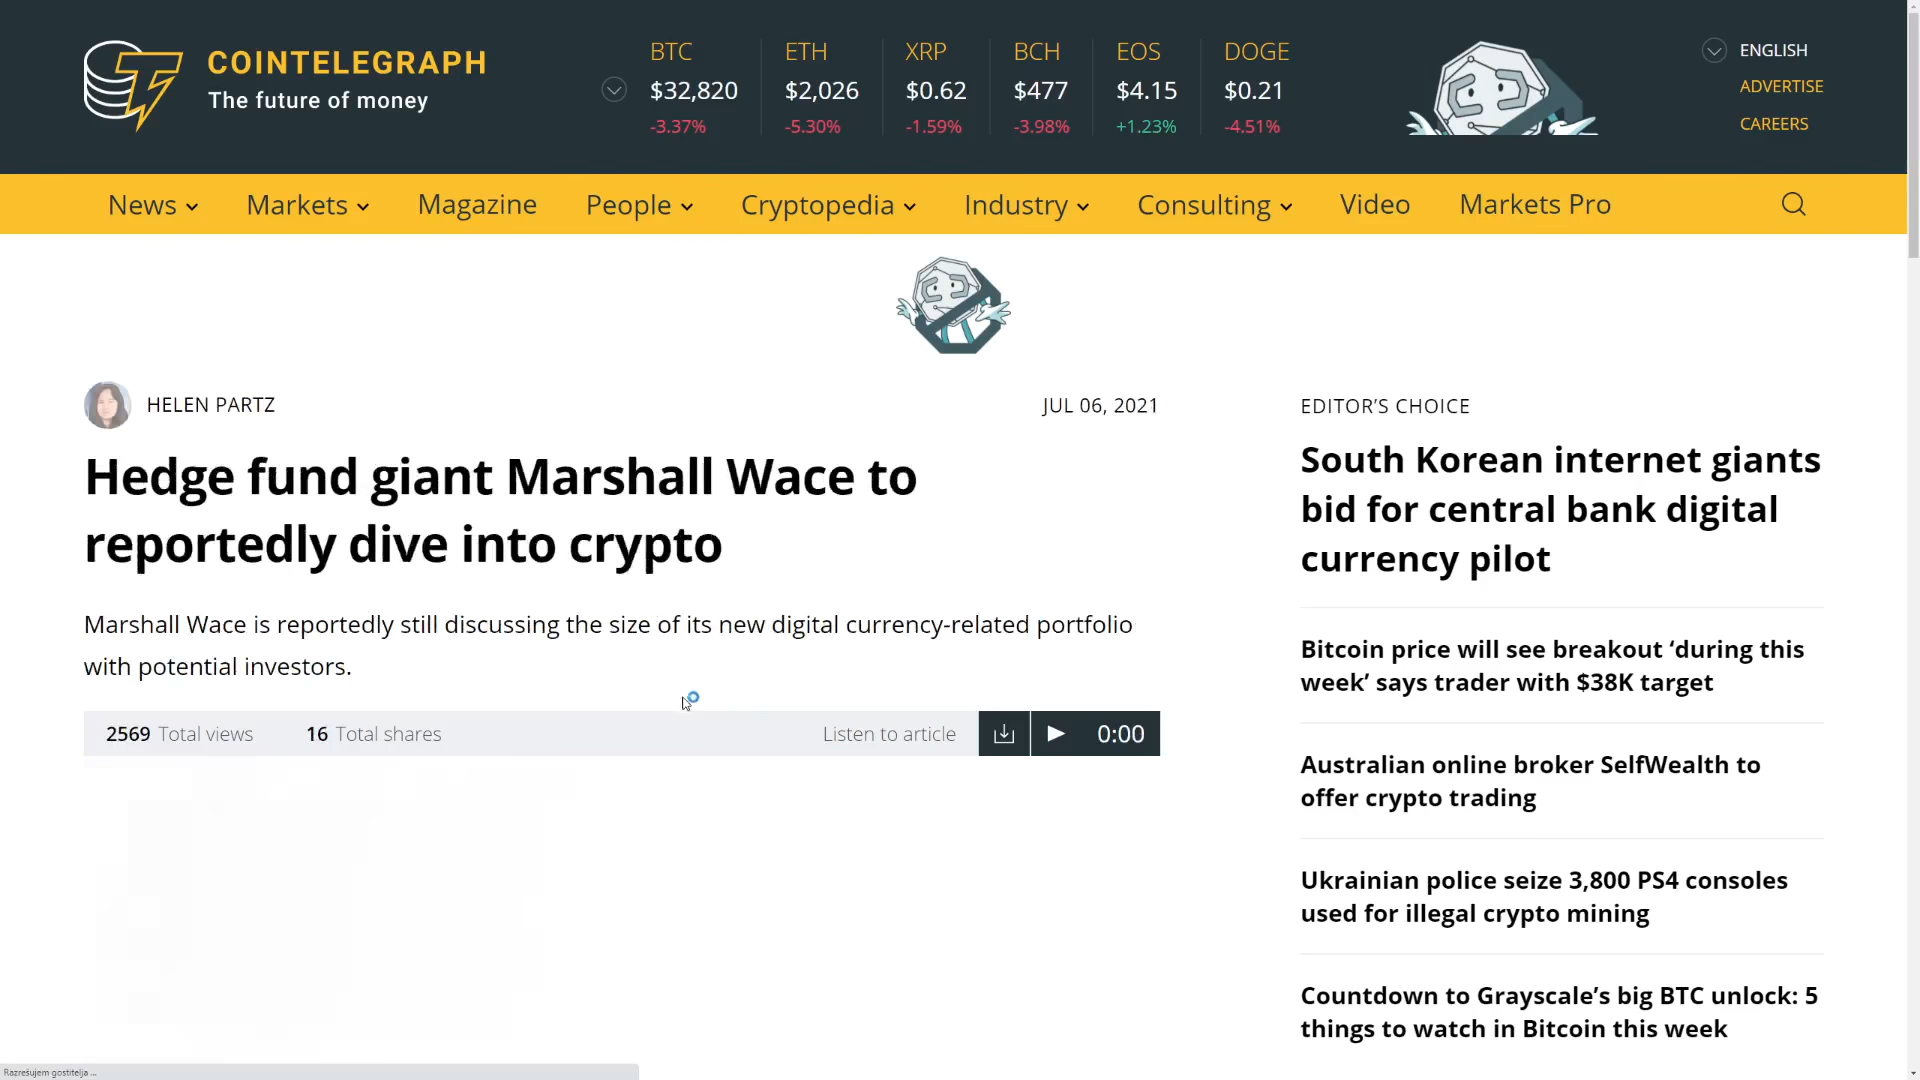 COINTELEGRAPH
The future of money
BTC
$32,820
-3.37%
ETH
$2,026
-5.30%
XRP
$0.62
-1.59%
BCH
$477
-3.98%
EOS
$4.15
+1.23%
DOGE
$0.21
-4.51%
ENGLISH
ADVERTISE
CAREERS
News Markets Magazine People Cryptopedia Industry Consulting Video Markets Pro
HELEN PARTZ
JUL 06, 2021
Hedge fund giant Marshall Wace to
reportedly dive into crypto
Marshall Wace is reportedly still discussing the size of its new digital currency-related portfolio
with potential investors.
2569 Total views 16 Total shares Listen to article 0:00
EDITOR’S CHOICE
South Korean internet giants
bid for central bank digital
currency pilot
Bitcoin price will see breakout ‘during this
week’ says trader with $38K target
Australian online broker SelfWealth to
offer crypto trading
Ukrainian police seize 3,800 PS4 consoles
used for illegal crypto mining
Countdown to Grayscale’s big BTC unlock: 5
things to watch in Bitcoin this week
Razrešujem gostitelja ...